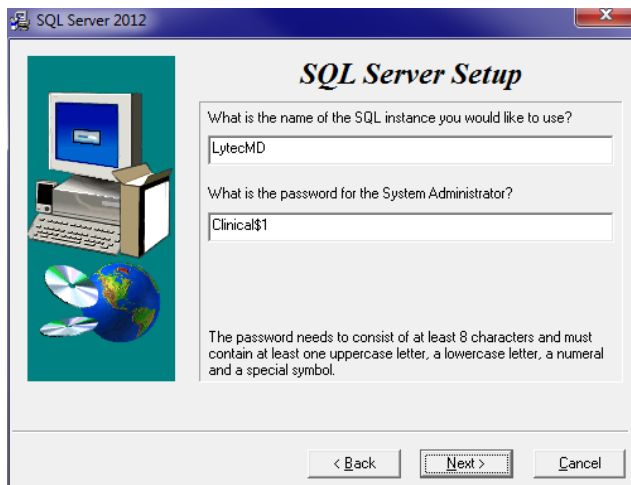 SQL Server 2012
SQL Server Setup
What is the name of the SQL instance you would like to use?
LytecMD
What is the password for the System Administrator?
Clinical$1
The password needs to consist of at least 8 characters and must
contain at least one uppercase letter, a lowercase letter, a numeral
and a special symbol.
< Back
Next >
Cancel